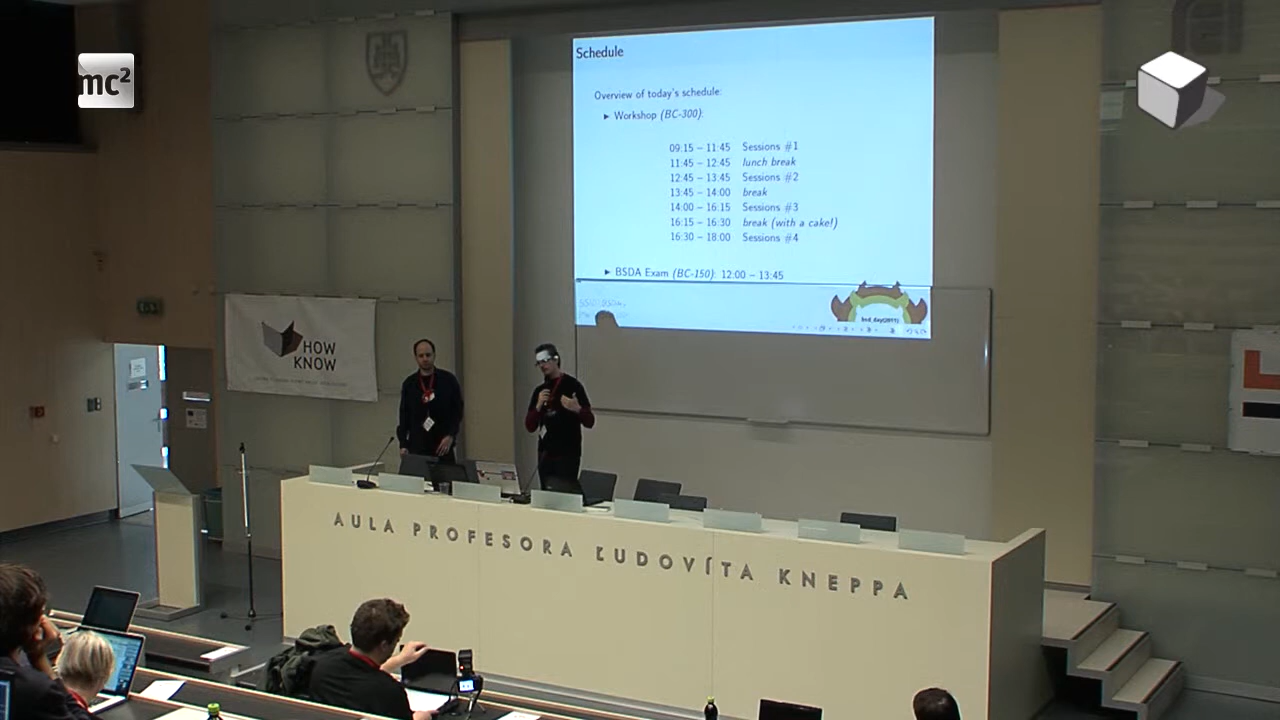 mc²
Schedule
Overview of today's schedule:
► Workshop (BC-300):
09:15 – 11:45 Sessions #1
11:45 – 12:45 lunch break
12:45 – 13:45 Sessions #2
13:45 – 14:00 break
14:00 – 16:15 Sessions #3
16:15 – 16:30 break (with a cake!)
16:30 – 18:00 Sessions #4
► BSDA Exam (BC-150): 12:00 – 13:45
bsd_day(2011)
HOW
KNOW
AULA PROFESORA ĽUDOVÍTA KNEPPA